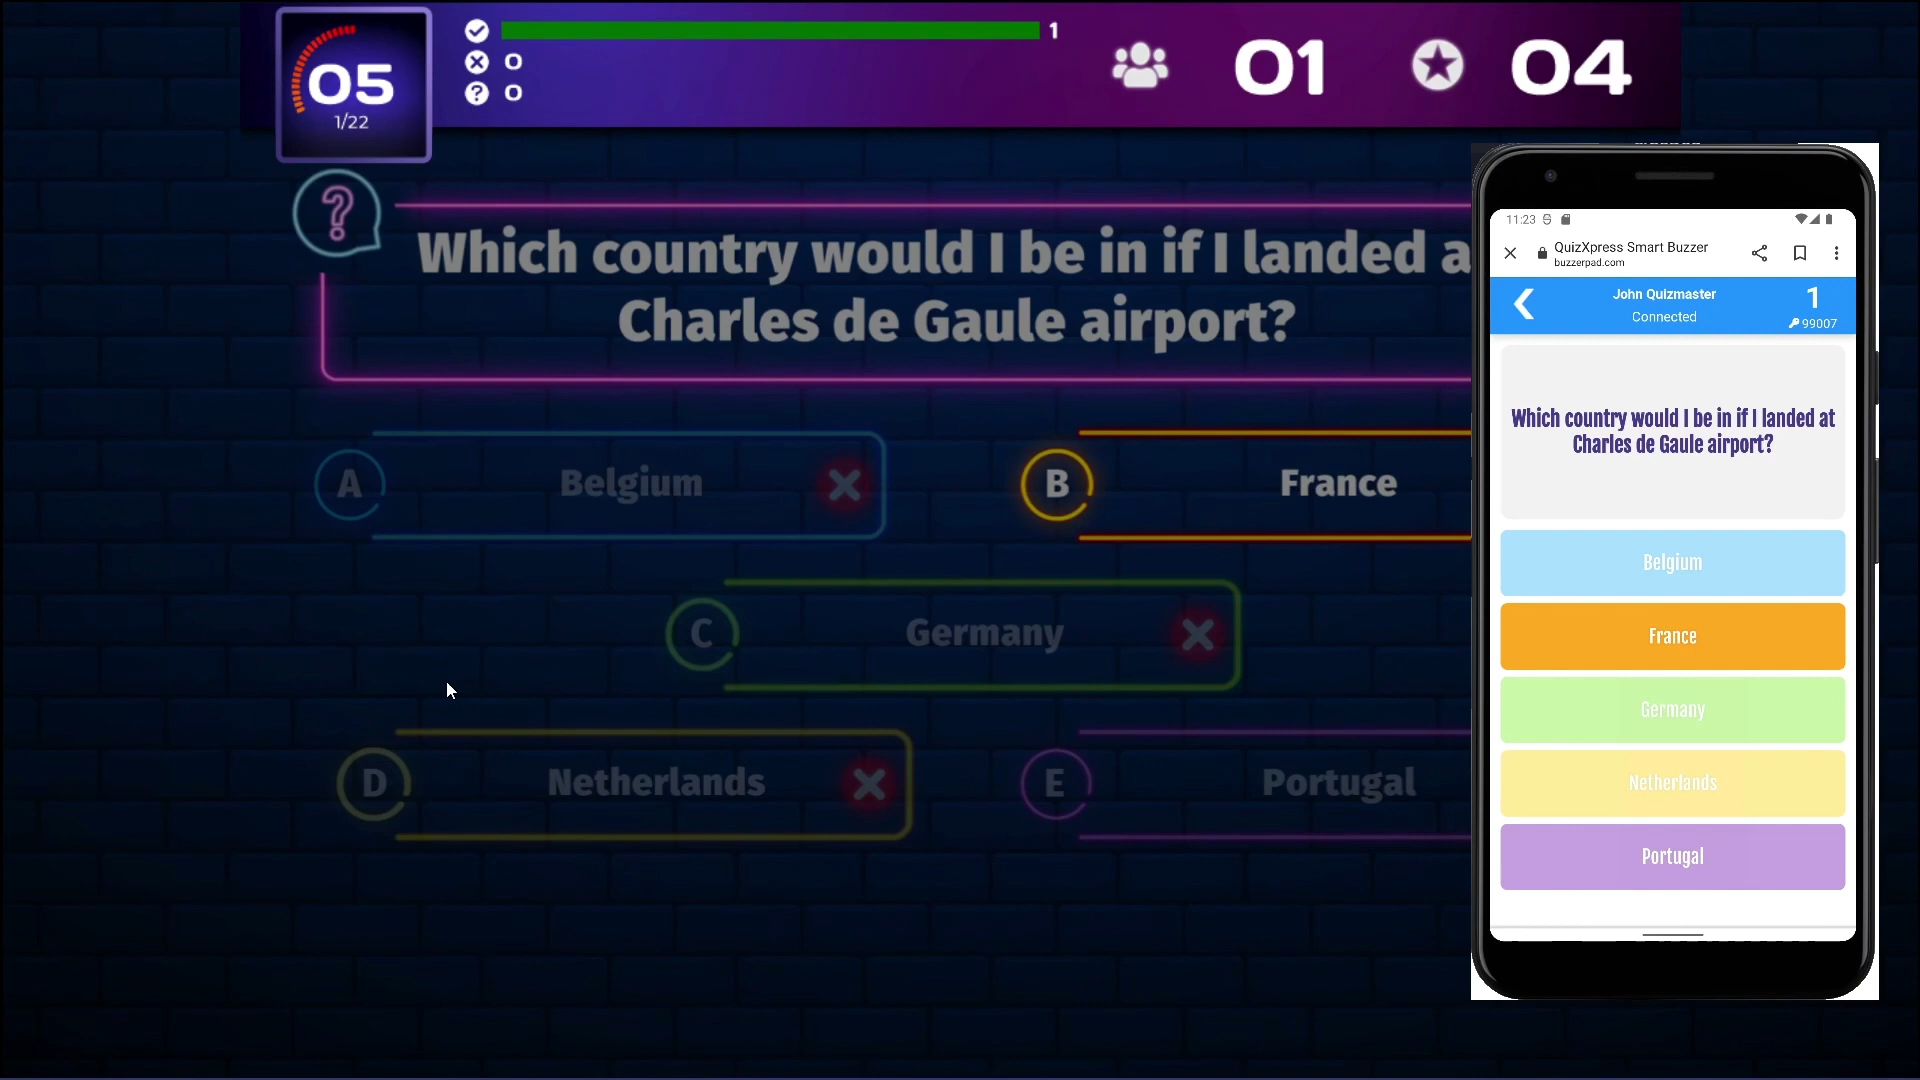 05
1/22
1
0
0
01
04
Which country would I be in if I landed a
Charles de Gaule airport?
A
Belgium
B
France
C
Germany
D
Netherlands
E
Portugal
11:23
QuizXpress Smart Buzzer
buzzerpad.com
John Quizmaster
Connected
1
99007
Which country would I be in if I landed at
Charles de Gaule airport?
Belgium
France
Germany
Netherlands
Portugal